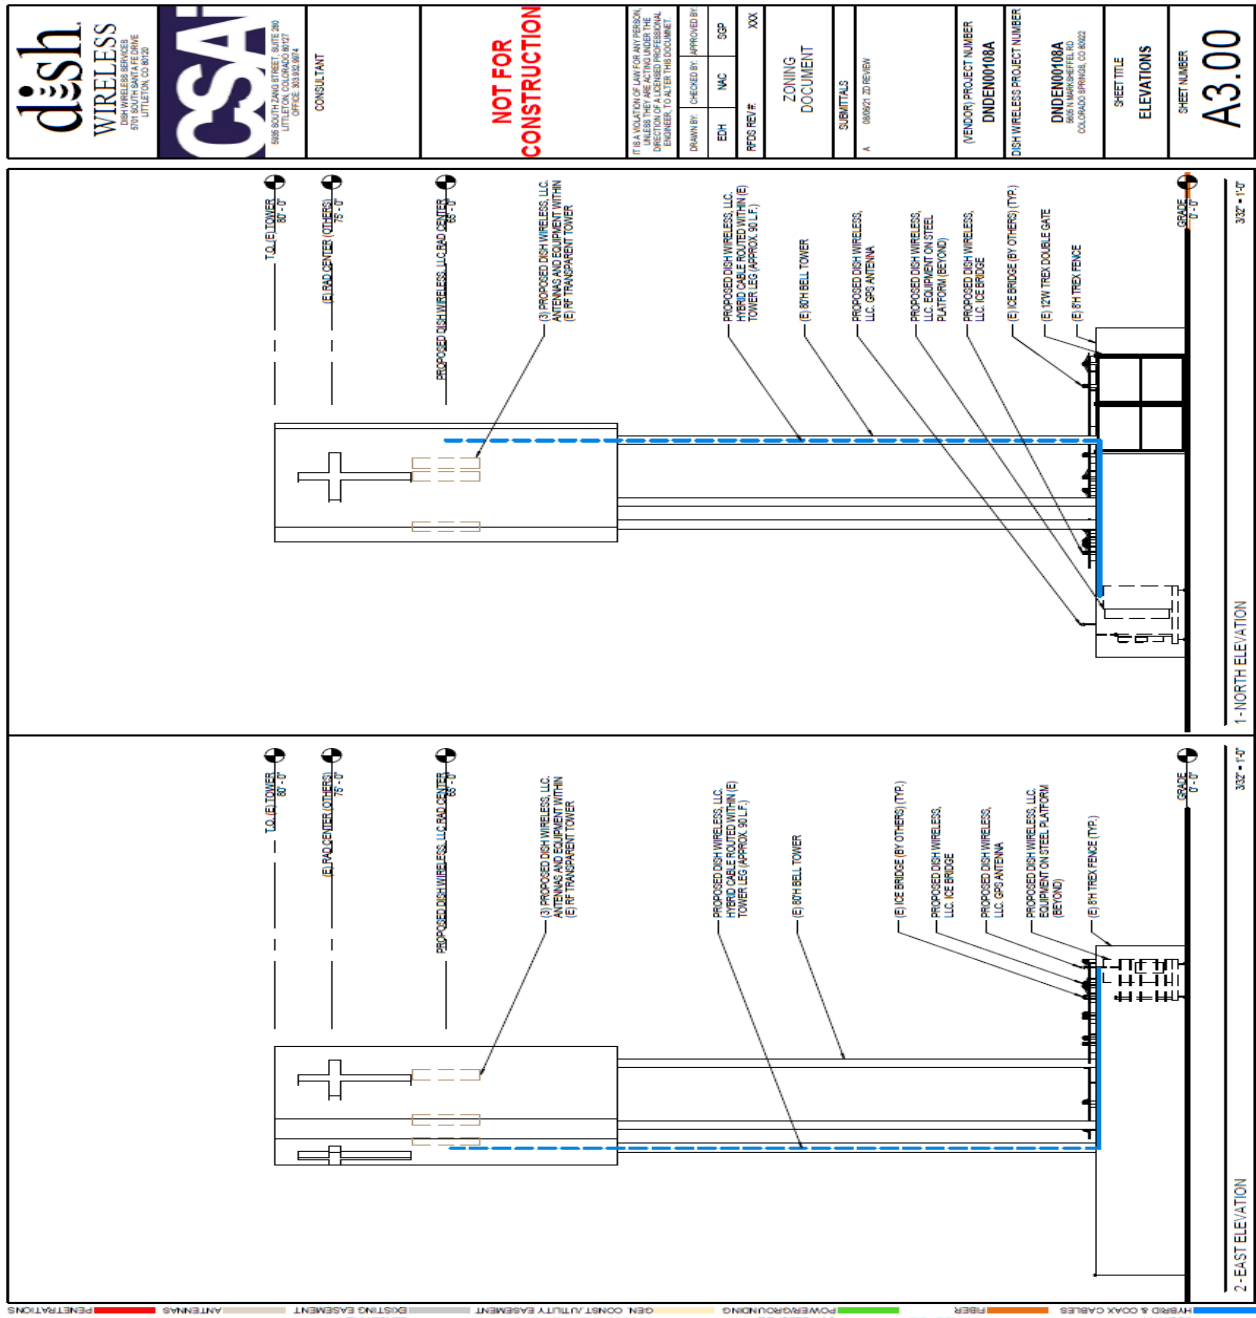 dish
WIRELESS
DISH WIRELESS SERVICES
5701 SOUTH SANTA FE DRIVE
LITTLETON, CO 80120
CSA
5935 SOUTH ZANG STREET, SUITE 280
LITTLETON, COLORADO 80127
OFFICE: 303.932.9974
CONSULTANT
NOT FOR
CONSTRUCTION
IT IS A VIOLATION OF LAW FOR ANY PERSON,
UNLESS THEY ARE ACTING UNDER THE
DIRECTION OF A LICENSED PROFESSIONAL
ENGINEER, TO ALTER THIS DOCUMENT.
DRAWN BY: CHECKED BY: APPROVED BY:
EDH NAC SGP
RFDS REV #: XXX
ZONING
DOCUMENT
SUBMITTALS
A 08/06/21 ZD REVIEW
(VENDOR) PROJECT NUMBER
DNDEN00108A
DISH WIRELESS PROJECT NUMBER
DNDEN00108A
COLORADO SPRINGS, CO 80922
SHEET TITLE
ELEVATIONS
SHEET NUMBER
A3.00
T.O. (E) TOWER
80' - 0"
(E) RAD CENTER (OTHERS)
75' - 0"
PROPOSED DISH WIRELESS, LLC RAD CENTER
65' - 0"
(3) PROPOSED DISH WIRELESS, LLC.
ANTENNAS AND EQUIPMENT WITHIN
(E) RF TRANSPARENT TOWER
PROPOSED DISH WIRELESS, LLC.
HYBRID CABLE ROUTED WITHIN (E)
TOWER LEG (APPROX. 90 L.F.)
(E) 80'H BELL TOWER
PROPOSED DISH WIRELESS,
LLC. GPS ANTENNA
PROPOSED DISH WIRELESS,
LLC. EQUIPMENT ON STEEL
PLATFORM (BEYOND)
PROPOSED DISH WIRELESS,
LLC. ICE BRIDGE
(E) ICE BRIDGE (BY OTHERS) (TYP.)
(E) 12'W TREX DOUBLE GATE
(E) 8'H TREX FENCE
GRADE
0' - 0"
1 - NORTH ELEVATION
3/32" = 1'-0"
T.O. (E) TOWER
80' - 0"
(E) RAD CENTER (OTHERS)
75' - 0"
PROPOSED DISH WIRELESS, LLC RAD CENTER
65' - 0"
(3) PROPOSED DISH WIRELESS, LLC.
ANTENNAS AND EQUIPMENT WITHIN
(E) RF TRANSPARENT TOWER
PROPOSED DISH WIRELESS, LLC.
HYBRID CABLE ROUTED WITHIN (E)
TOWER LEG (APPROX. 90 L.F.)
(E) 80'H BELL TOWER
(E) ICE BRIDGE (BY OTHERS) (TYP.)
PROPOSED DISH WIRELESS,
LLC. ICE BRIDGE
PROPOSED DISH WIRELESS,
LLC. GPS ANTENNA
PROPOSED DISH WIRELESS, LLC.
EQUIPMENT ON STEEL PLATFORM
(BEYOND)
(E) 8'H TREX FENCE (TYP.)
GRADE
0' - 0"
2 - EAST ELEVATION
3/32" = 1'-0"
HYBRID & COAX CABLES
FIBER
POWER/GROUNDING
GEN. CONST./UTILITY EASEMENT
EXISTING EASEMENT
ANTENNAS
PENETRATIONS